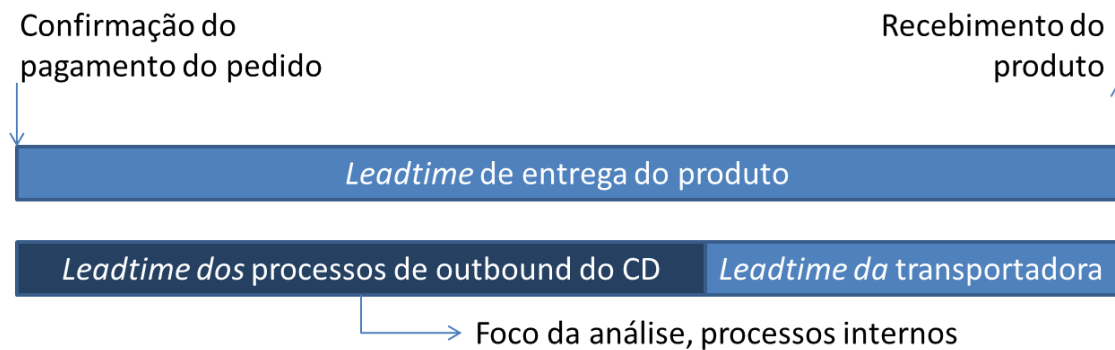 Confirmação do
pagamento do pedido
Recebimento do
produto
Leadtime de entrega do produto
Leadtime dos processos de outbound do CD
Leadtime da transportadora
Foco da análise, processos internos